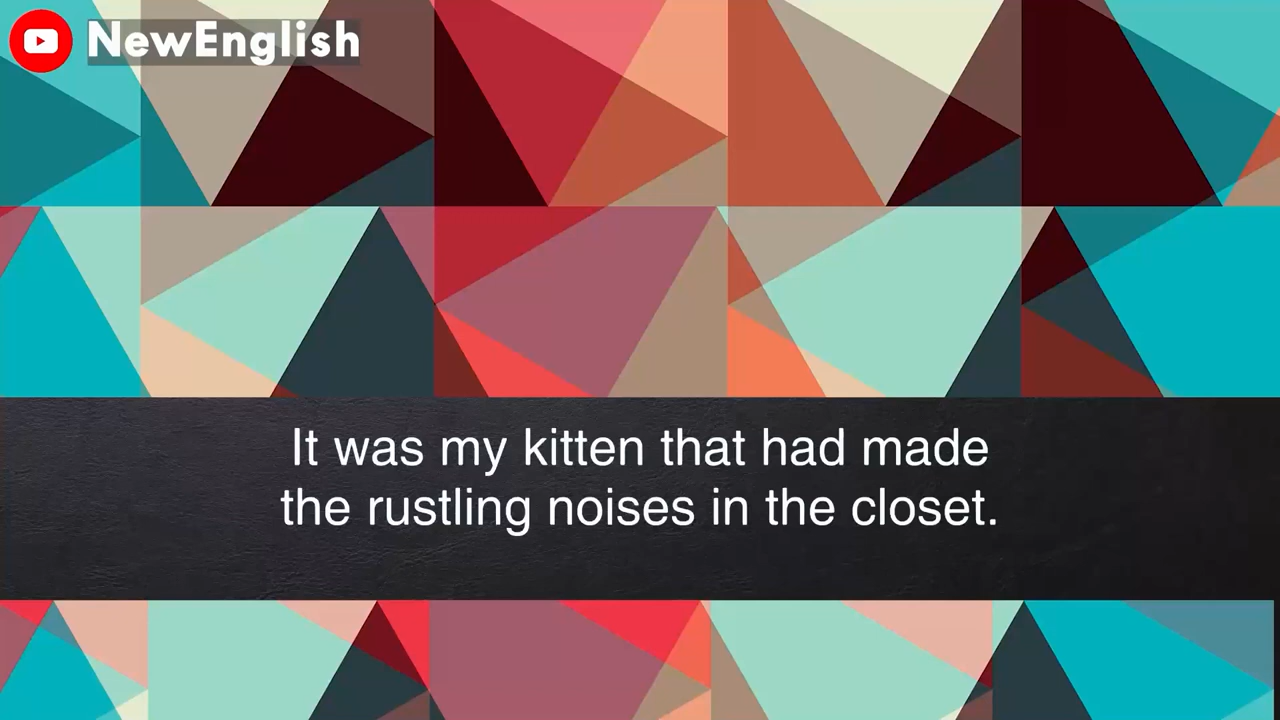 NewEnglish
It was my kitten that had made
the rustling noises in the closet.